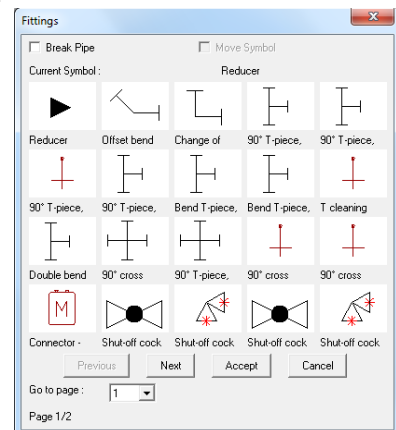 Fittings
Break Pipe Move Symbol
Current Symbol : Reducer
Reducer Offset bend Change of 90° T-piece, 90° T-piece,
90° T-piece, 90° T-piece, Bend T-piece, Bend T-piece, T cleaning
Double bend 90° cross 90° T-piece, 90° cross 90° cross
M
Connector - Shut-off cock Shut-off cock Shut-off cock Shut-off cock
Previous Next Accept Cancel
Go to page : 1
Page 1/2